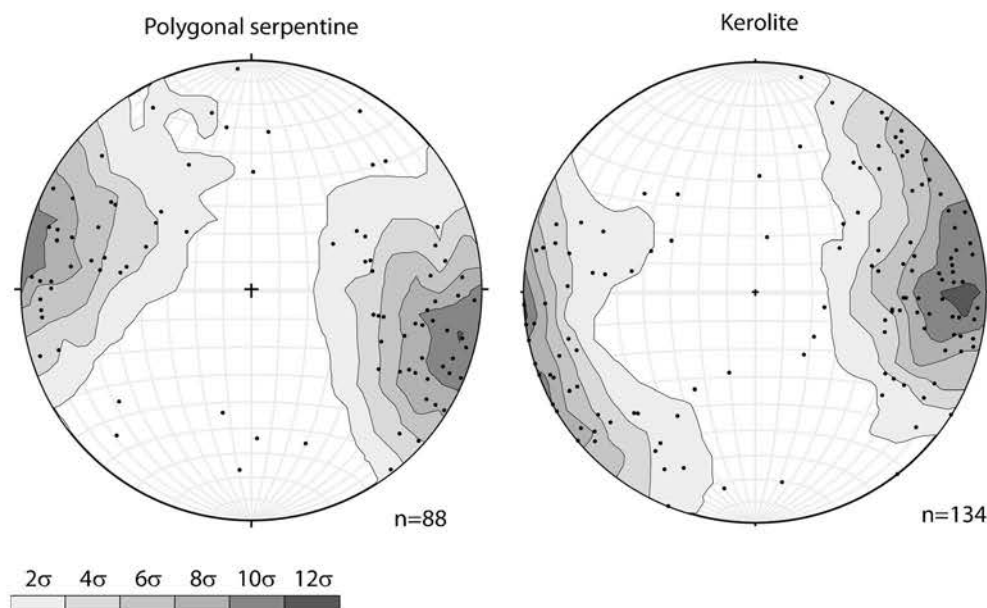 Polygonal serpentine
Kerolite
n=88
n=134
2σ 4σ 6σ 8σ 10σ 12σ